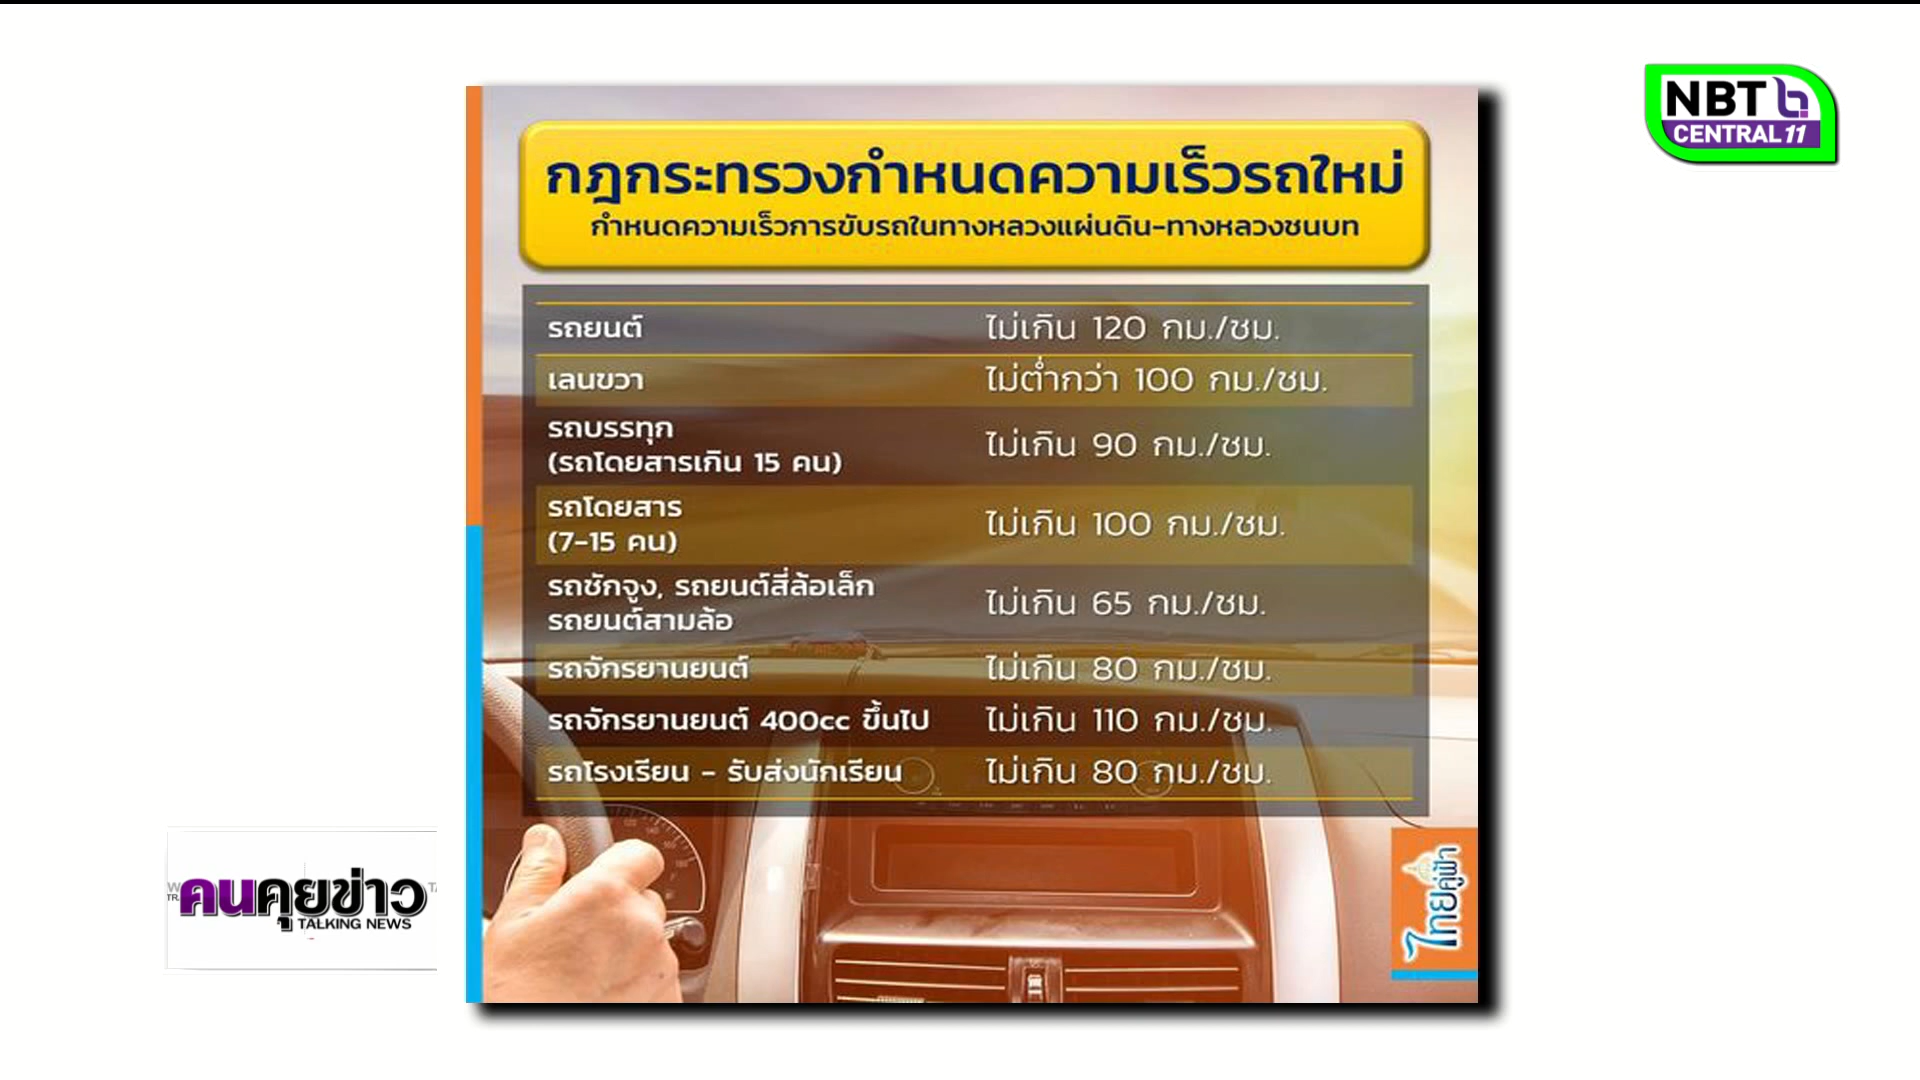 NBT
CENTRAL 11
กฎกระทรวงกำหนดความเร็วรถใหม่
กำหนดความเร็วการขับรถในทางหลวงแผ่นดิน-ทางหลวงชนบท
รถยนต์ ไม่เกิน 120 กม./ชม.
เลนขวา ไม่ต่ำกว่า 100 กม./ชม.
รถบรรทุก
(รถโดยสารเกิน 15 คน) ไม่เกิน 90 กม./ชม.
รถโดยสาร
(7-15 คน) ไม่เกิน 100 กม./ชม.
รถชักจูง, รถยนต์สี่ล้อเล็ก
รถยนต์สามล้อ ไม่เกิน 65 กม./ชม.
รถจักรยานยนต์ ไม่เกิน 80 กม./ชม.
รถจักรยานยนต์ 400cc ขึ้นไป ไม่เกิน 110 กม./ชม.
รถโรงเรียน - รับส่งนักเรียน ไม่เกิน 80 กม./ชม.
ไทยคู่ฟ้า
คนคุยข่าว
TALKING NEWS